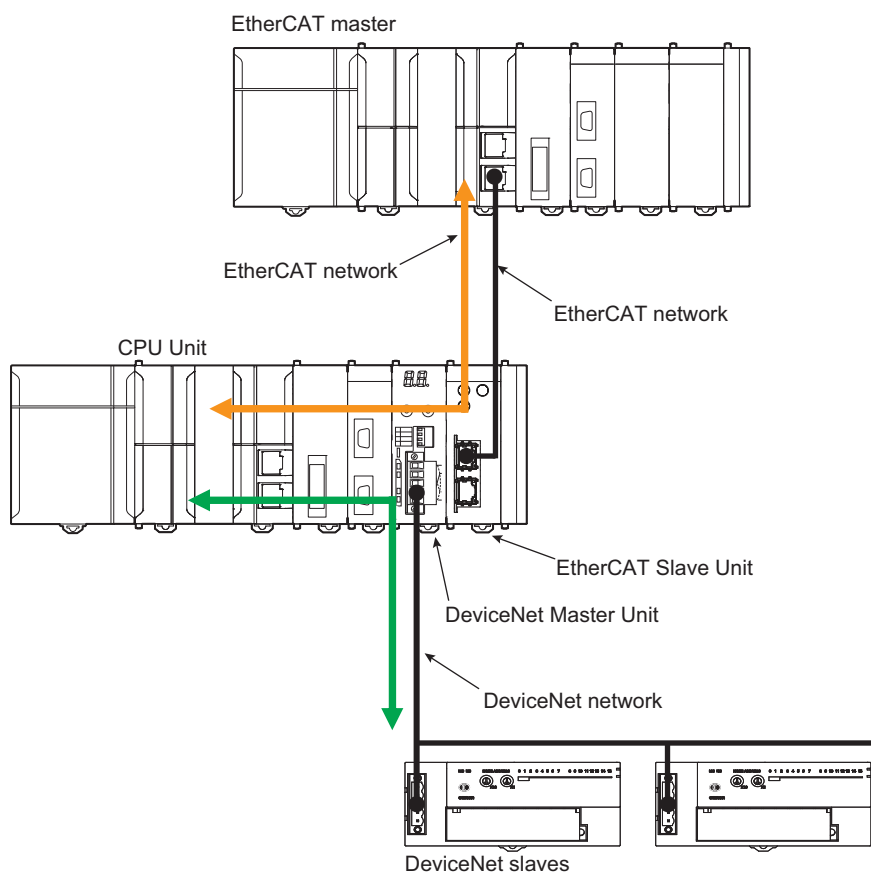 EtherCAT master
EtherCAT network
EtherCAT network
CPU Unit
EtherCAT Slave Unit
DeviceNet Master Unit
DeviceNet network
DeviceNet slaves